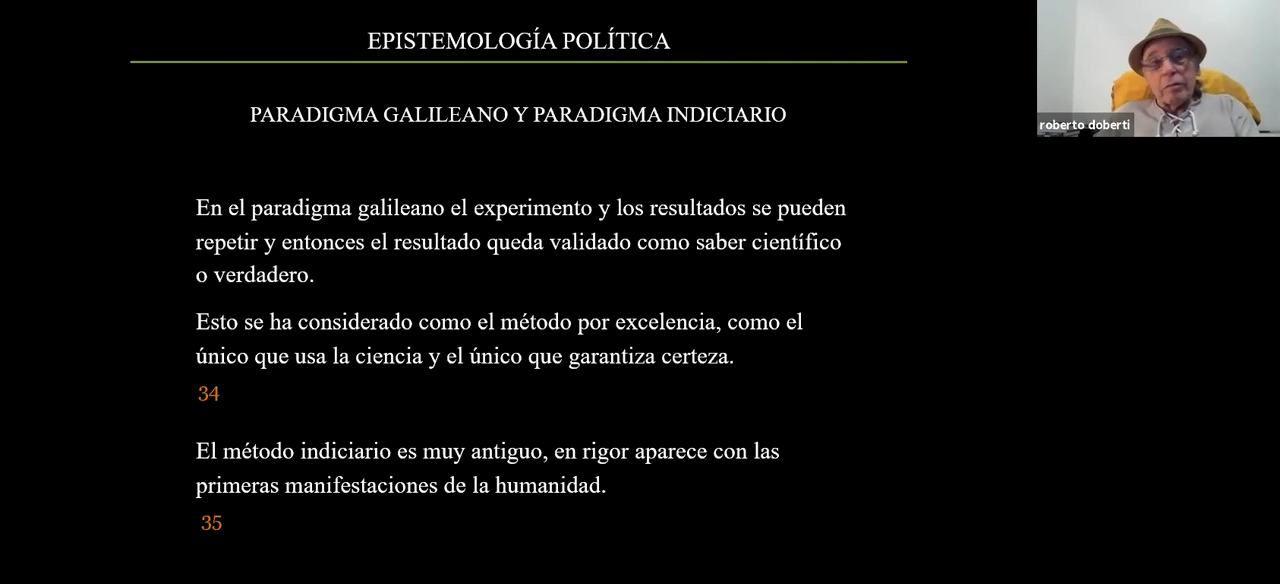 EPISTEMOLOGÍA POLÍTICA
PARADIGMA GALILEANO Y PARADIGMA INDICIARIO
En el paradigma galileano el experimento y los resultados se pueden
repetir y entonces el resultado queda validado como saber científico
o verdadero.
Esto se ha considerado como el método por excelencia, como el
único que usa la ciencia y el único que garantiza certeza.
34
El método indiciario es muy antiguo, en rigor aparece con las
primeras manifestaciones de la humanidad.
35
roberto doberti